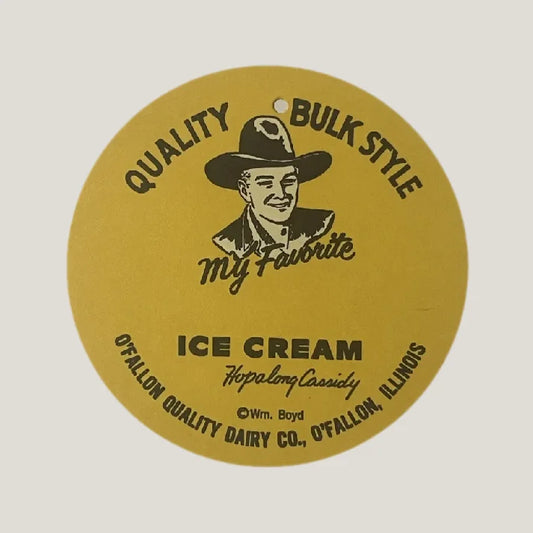 QUALITY BULK STYLE
My Favorite
ICE CREAM
Hopalong Cassidy
©Wm. Boyd
O'FALLON QUALITY DAIRY CO., O'FALLON, ILLINOIS